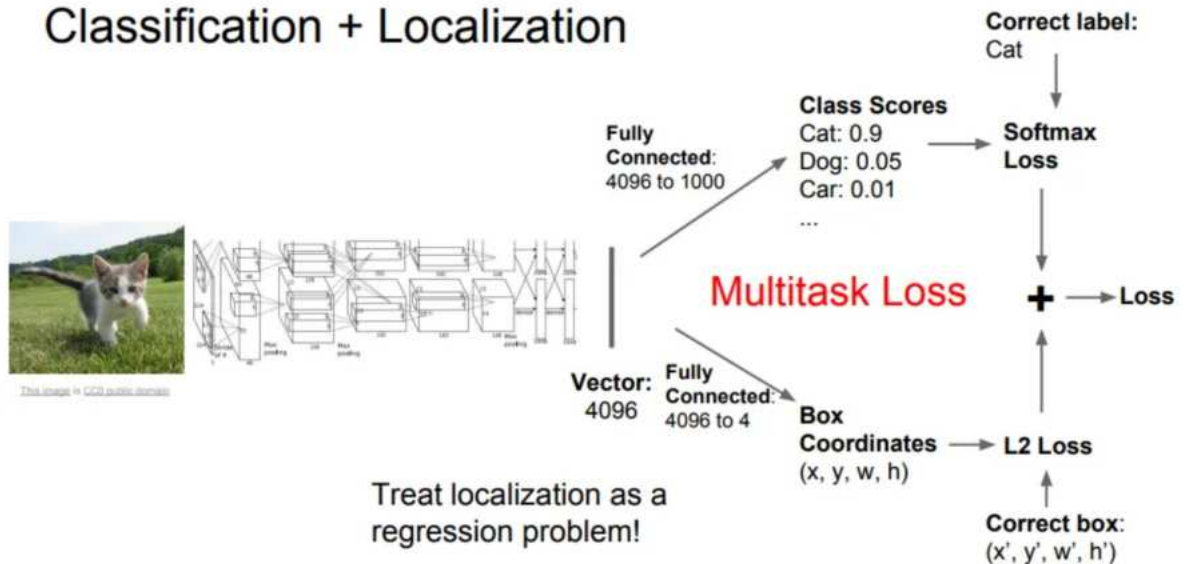 Classification + Localization
Correct label:
Cat
Class Scores
Cat: 0.9
Dog: 0.05
Car: 0.01
...
Fully
Connected:
4096 to 1000
Softmax
Loss
Multitask Loss
+
Loss
This image is CC0 public domain
Vector:
4096
Fully
Connected:
4096 to 4
Box
Coordinates
(x, y, w, h)
L2 Loss
Treat localization as a
regression problem!
Correct box:
(x’, y’, w’, h’)